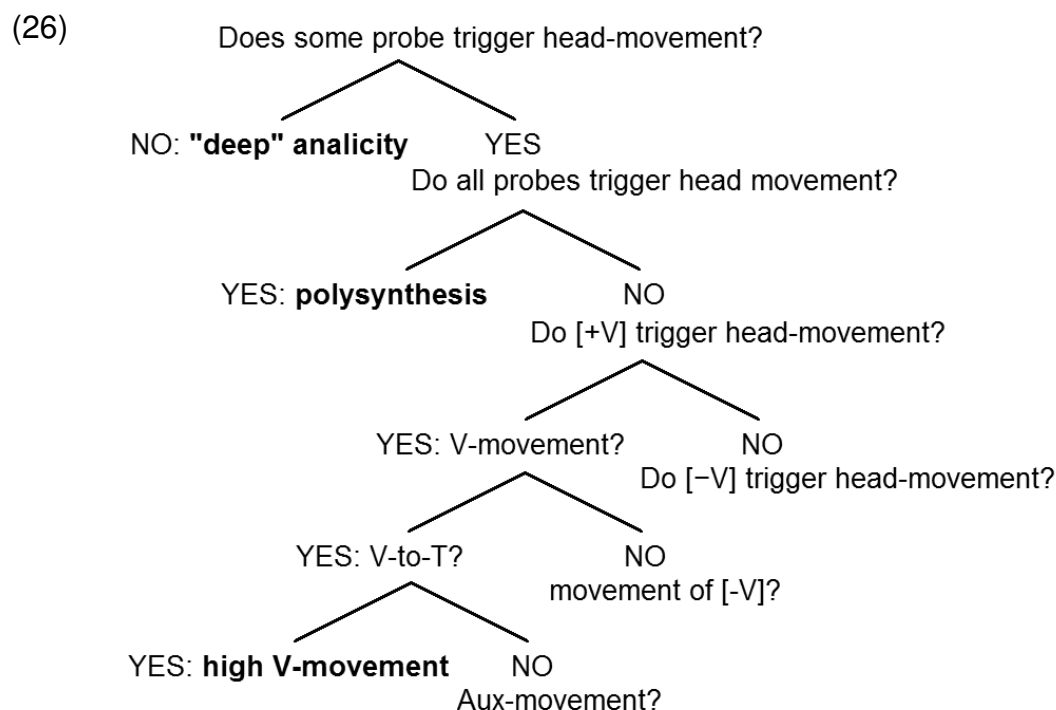 (26)
Does some probe trigger head-movement?
NO: "deep" analicity YES
Do all probes trigger head movement?
YES: polysynthesis NO
Do [+V] trigger head-movement?
YES: V-movement? NO
Do [−V] trigger head-movement?
YES: V-to-T? NO
movement of [-V]?
YES: high V-movement NO
Aux-movement?